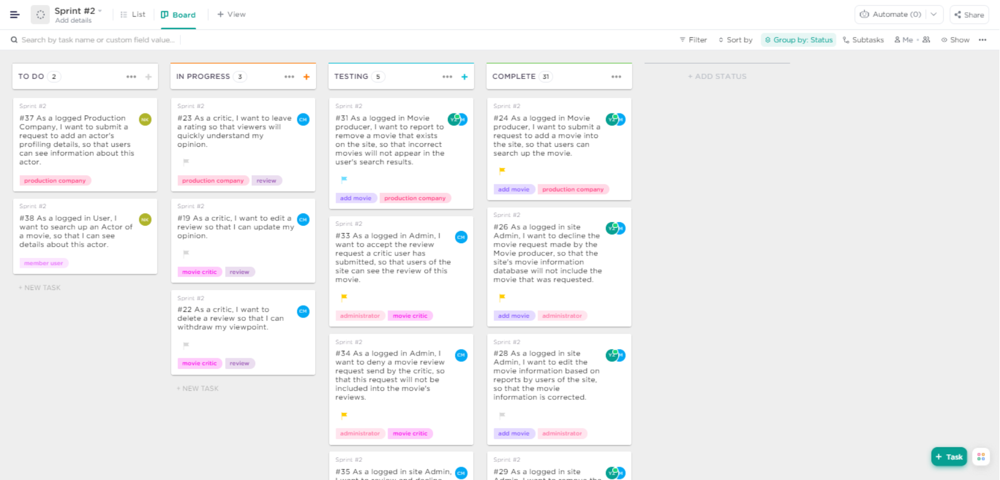 Sprint #2
Add details
List
Board
+ View
Automate (0)
Share
Search by task name or custom field value...
Filter
Sort by
Group by: Status
Subtasks
Me
Show
TO DO 2
Sprint #2
#37 As a logged Production
Company, I want to submit a
request to add an actor's
profiling details, so that users
can see information about this
actor.
NK
production company
Sprint #2
#38 As a logged in User, I
want to search up an Actor of
a movie, so that I can see
details about this actor.
NK
member user
+ NEW TASK
IN PROGRESS 3
Sprint #2
#23 As a critic, I want to leave
a rating so that viewers will
quickly understand my
opinion.
CM
production company review
Sprint #2
#19 As a critic, I want to edit a
review so that I can update my
opinion.
CM
movie critic review
Sprint #2
#22 As a critic, I want to
delete a review so that I can
withdraw my viewpoint.
CM
movie critic review
+ NEW TASK
TESTING 5
Sprint #2
#31 As a logged in Movie
producer, I want to report to
remove a movie that exists
on the site, so that incorrect
movies will not appear in the
user's search results.
add movie production company
Sprint #2
#33 As a logged in Admin, I
want to accept the review
request a critic user has
submitted, so that users of the
site can see the review of this
movie.
CM
administrator movie critic
Sprint #2
#34 As a logged in Admin, I
want to deny a movie review
request send by the critic, so
that this request will not be
included into the movie's
reviews.
CM
administrator movie critic
Sprint #2
#35 As a logged in site Admin,
CM
COMPLETE 31
Sprint #2
#24 As a logged in Movie
producer, I want to submit a
request to add a movie into
the site, so that users can
search up the movie.
add movie production company
Sprint #2
#26 As a logged in site
Admin, I want to decline the
movie request made by the
Movie producer, so that the
site's movie information
database will not include the
movie that was requested.
add movie administrator
Sprint #2
#28 As a logged in site
Admin, I want to edit the
movie information based on
reports by users of the site,
so that the movie
information is corrected.
add movie administrator
Sprint #2
#29 As a logged in site
+ ADD STATUS
+ Task